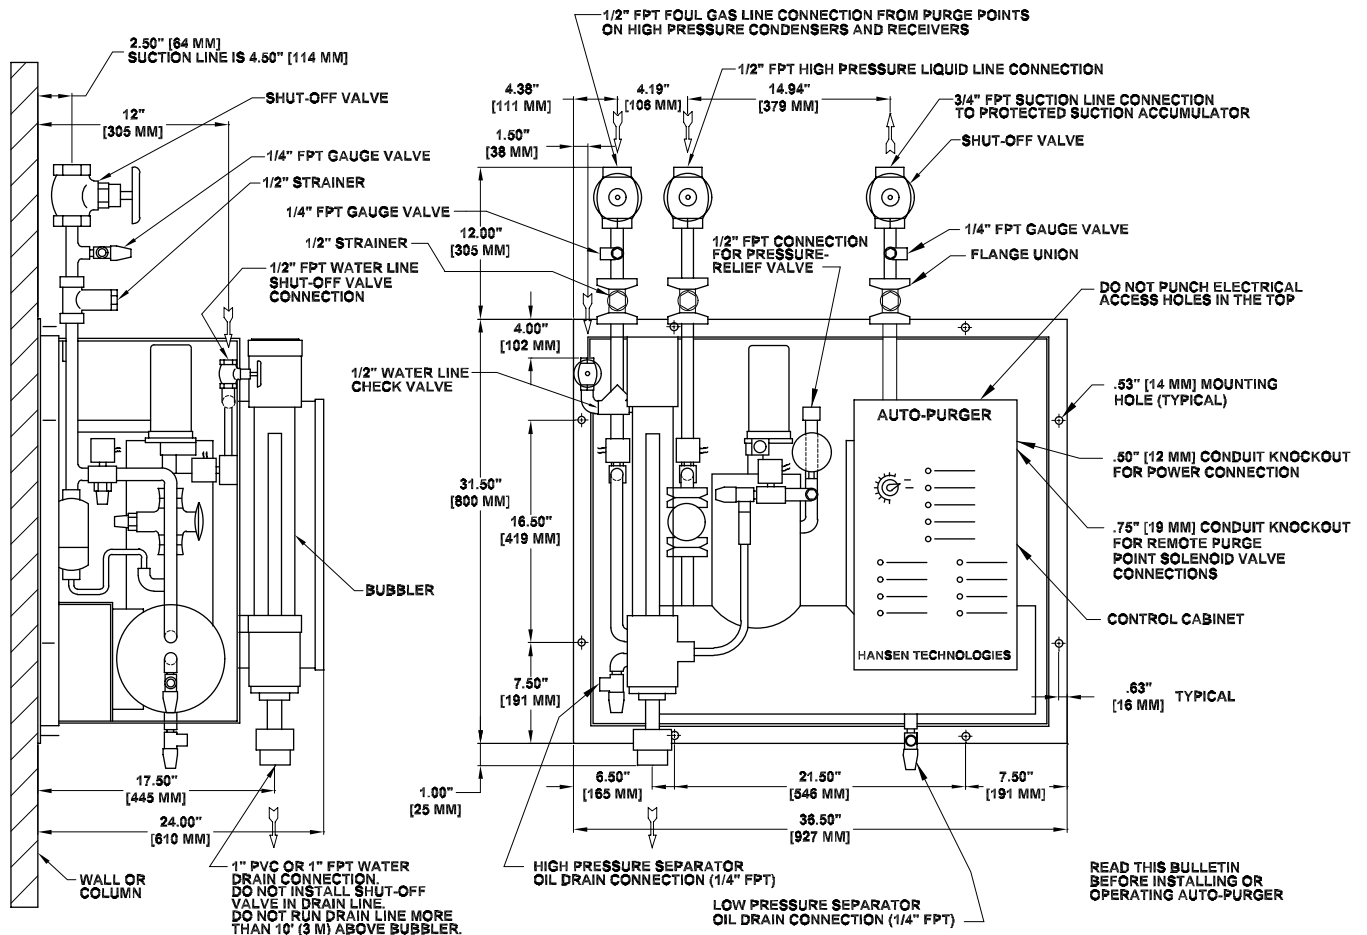 1/2" FPT FOUL GAS LINE CONNECTION FROM PURGE POINTS
ON HIGH PRESSURE CONDENSERS AND RECEIVERS
2.50" [64 MM]
SUCTION LINE IS 4.50" [114 MM]
1/2" FPT HIGH PRESSURE LIQUID LINE CONNECTION
4.38"
[111 MM]
4.19"
[106 MM]
14.94"
[379 MM]
3/4" FPT SUCTION LINE CONNECTION
TO PROTECTED SUCTION ACCUMULATOR
SHUT-OFF VALVE
12"
[305 MM]
SHUT-OFF VALVE
1.50"
[38 MM]
1/4" FPT GAUGE VALVE
1/2" STRAINER
1/4" FPT GAUGE VALVE
12.00"
[305 MM]
1/2" STRAINER
1/2" FPT CONNECTION
FOR PRESSURE-
RELIEF VALVE
1/4" FPT GAUGE VALVE
FLANGE UNION
1/2" FPT WATER LINE
SHUT-OFF VALVE
CONNECTION
DO NOT PUNCH ELECTRICAL
ACCESS HOLES IN THE TOP
4.00"
[102 MM]
1/2" WATER LINE
CHECK VALVE
.53" [14 MM] MOUNTING
HOLE (TYPICAL)
AUTO-PURGER
.50" [12 MM] CONDUIT KNOCKOUT
FOR POWER CONNECTION
31.50"
[800 MM]
16.50"
[419 MM]
.75" [19 MM] CONDUIT KNOCKOUT
FOR REMOTE PURGE
POINT SOLENOID VALVE
CONNECTIONS
BUBBLER
CONTROL CABINET
HANSEN TECHNOLOGIES
7.50"
[191 MM]
.63"
[16 MM]
TYPICAL
17.50"
[445 MM]
1.00"
[25 MM]
6.50"
[165 MM]
21.50"
[546 MM]
7.50"
[191 MM]
24.00"
[610 MM]
36.50"
[927 MM]
WALL OR
COLUMN
1" PVC OR 1" FPT WATER
DRAIN CONNECTION.
DO NOT INSTALL SHUT-OFF
VALVE IN DRAIN LINE.
DO NOT RUN DRAIN LINE MORE
THAN 10' (3 M) ABOVE BUBBLER.
HIGH PRESSURE SEPARATOR
OIL DRAIN CONNECTION (1/4" FPT)
LOW PRESSURE SEPARATOR
OIL DRAIN CONNECTION (1/4" FPT)
READ THIS BULLETIN
BEFORE INSTALLING OR
OPERATING AUTO-PURGER